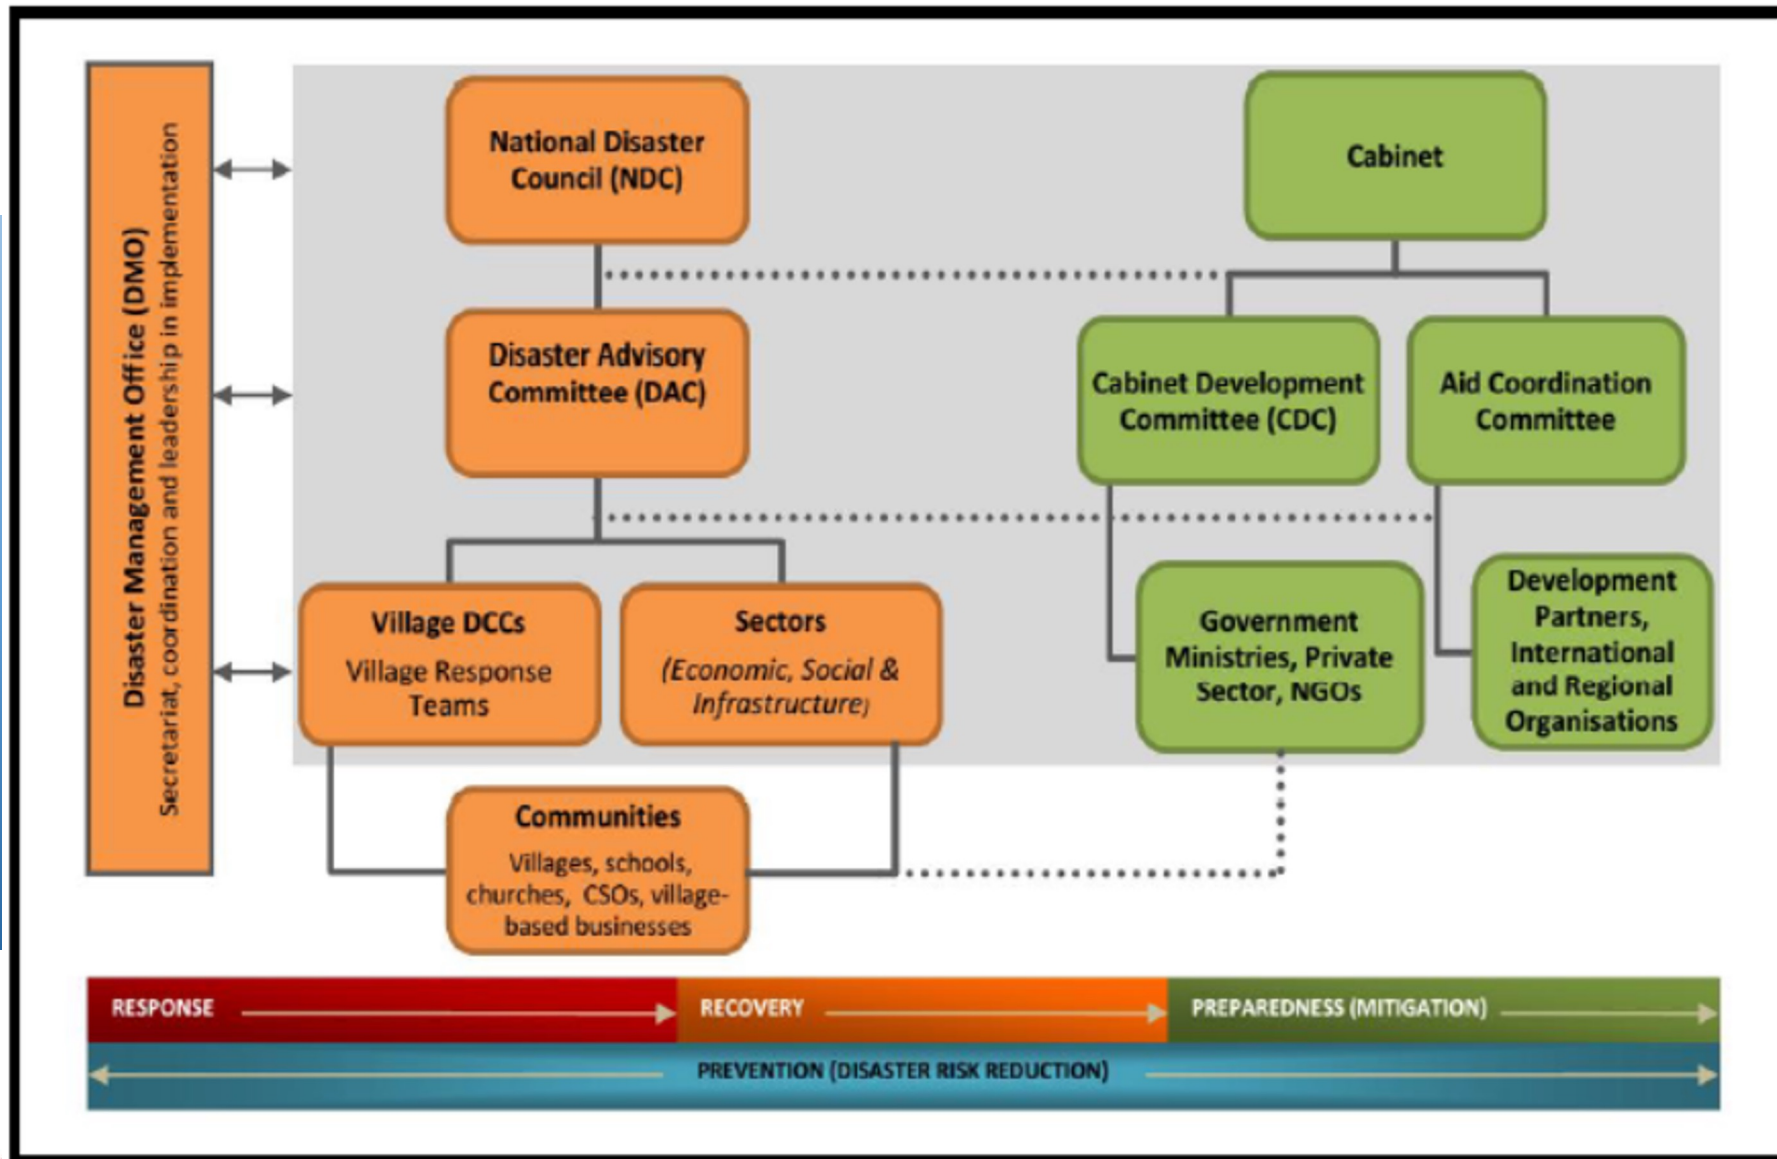 Disaster Management Office (DMO)
Secretariat, coordination and leadership in implementation
National Disaster
Council (NDC)
Cabinet
Disaster Advisory
Committee (DAC)
Cabinet Development
Committee (CDC)
Aid Coordination
Committee
Village DCCs
Village Response
Teams
Sectors
(Economic, Social &
Infrastructure)
Government
Ministries, Private
Sector, NGOs
Development
Partners,
International
and Regional
Organisations
Communities
Villages, schools,
churches, CSOs, village-
based businesses
RESPONSE
RECOVERY
PREPAREDNESS (MITIGATION)
PREVENTION (DISASTER RISK REDUCTION)